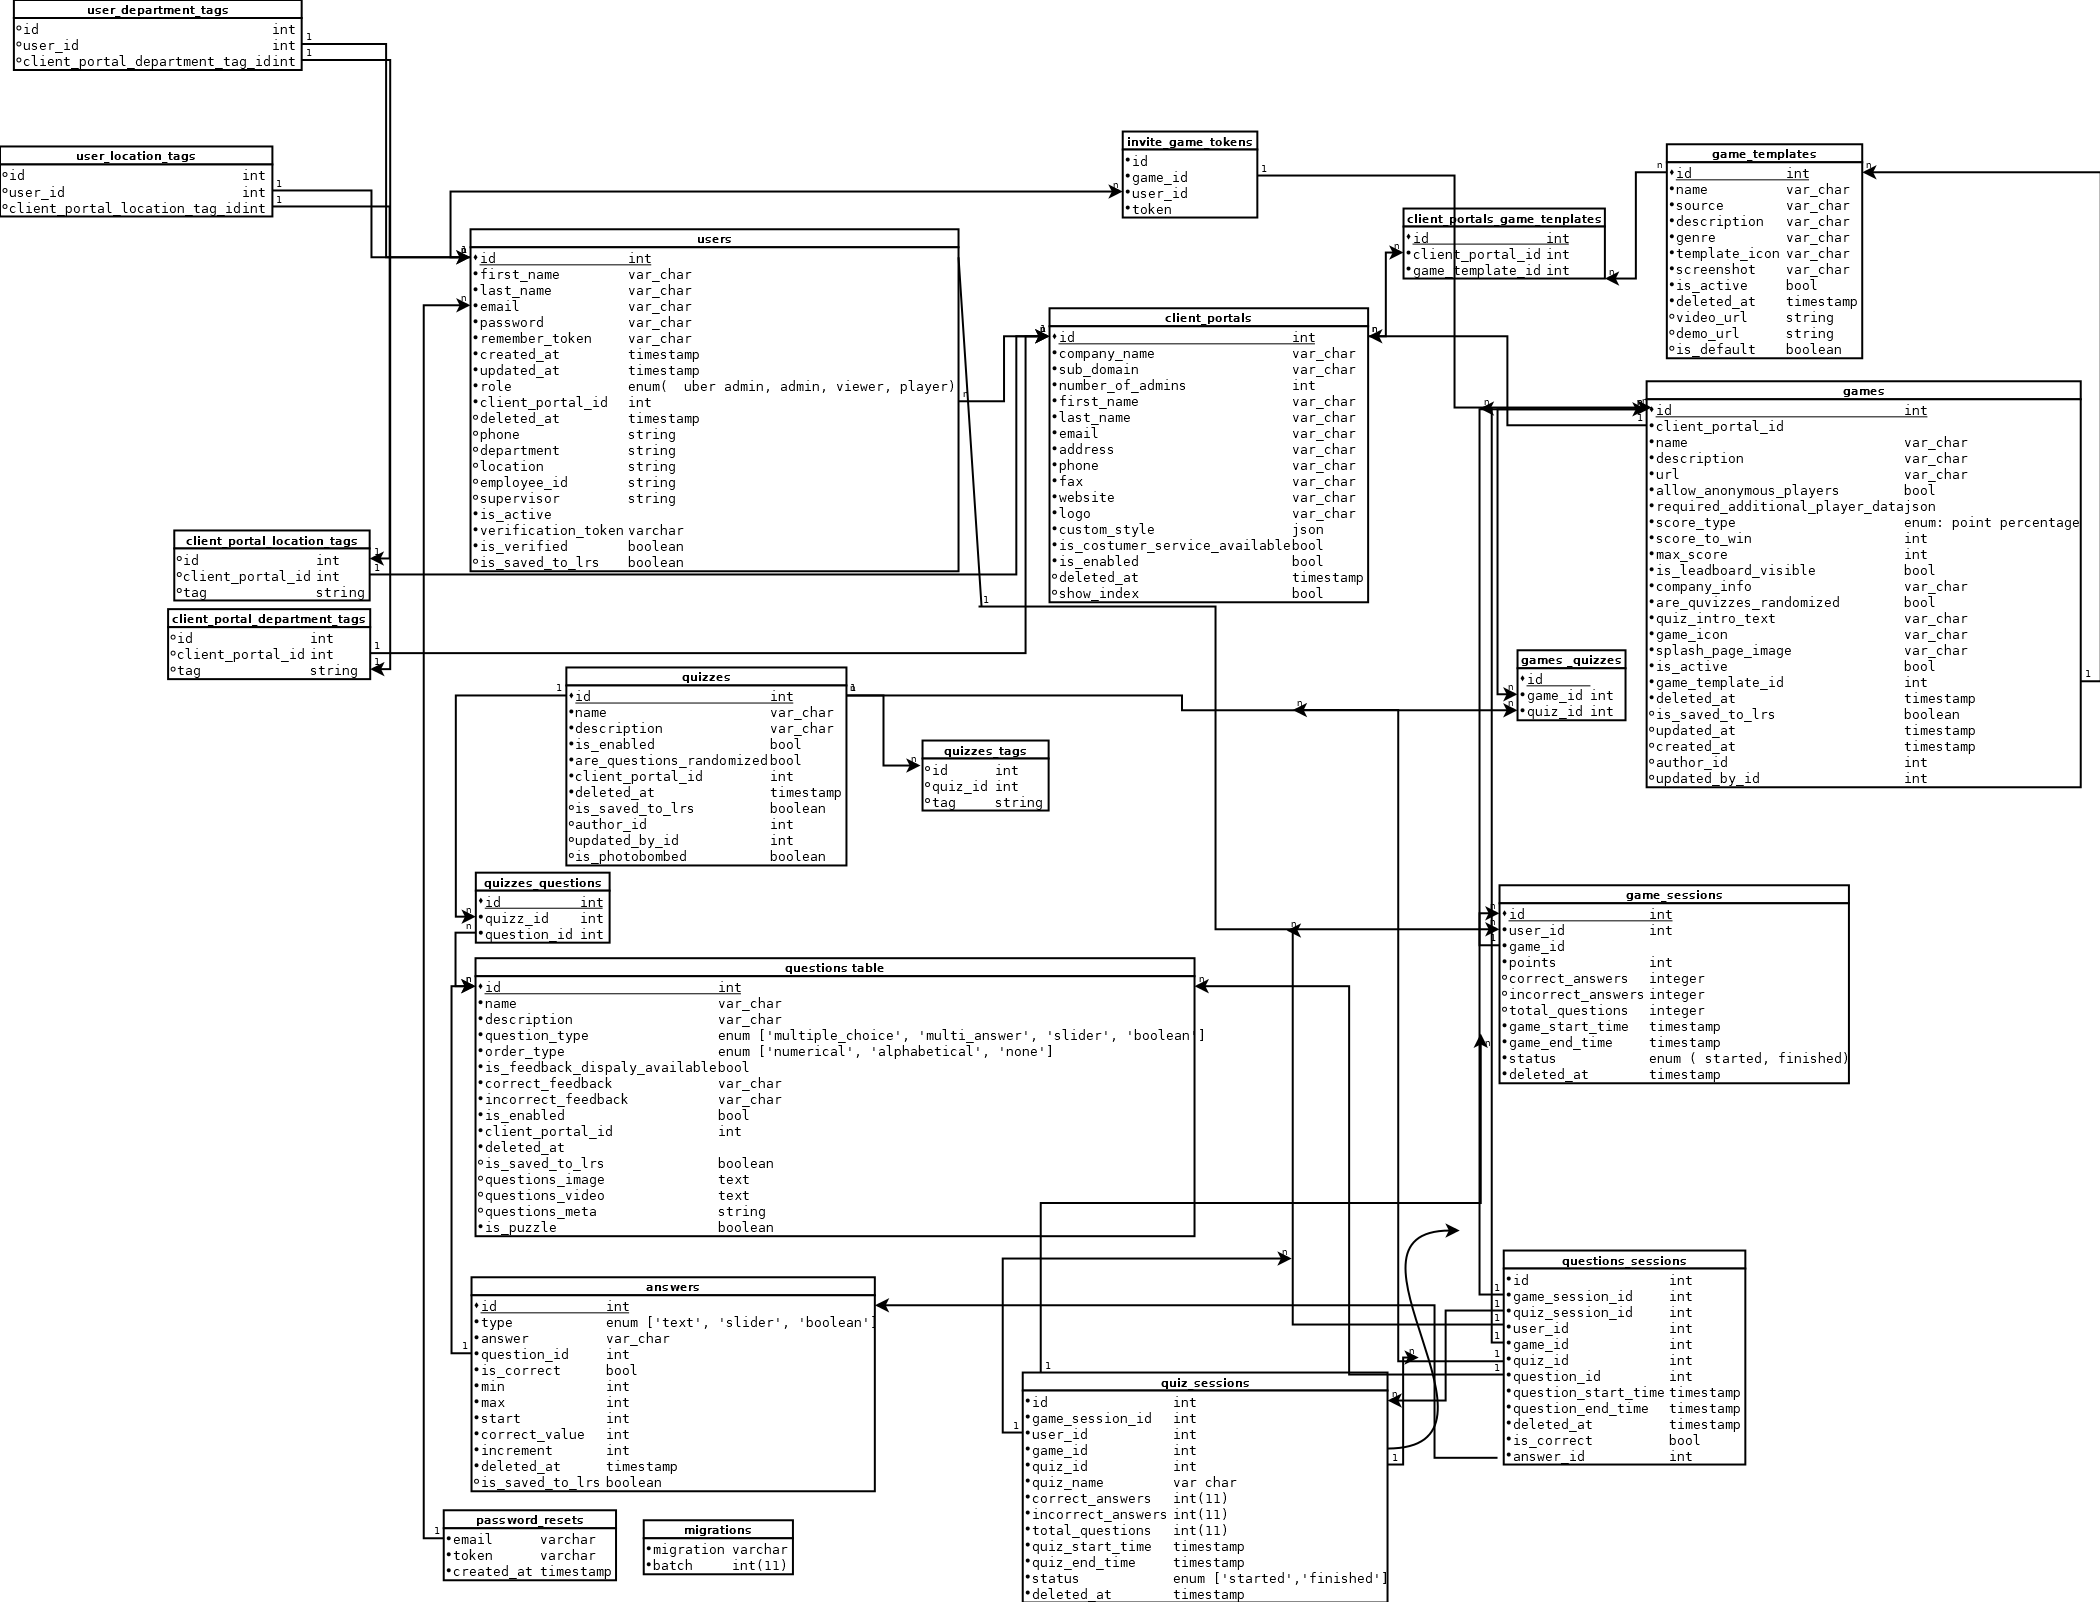 user_department_tags
id int
user_id int
client_portal_department_tag_id int
user_location_tags
id int
user_id int
client_portal_location_tag_id int
invite_game_tokens
id
game_id
user_id
token
client_portals_game_tenplates
id int
client_portal_id int
game_template_id int
game_templates
id int
name var_char
source var_char
description var_char
genre var_char
template_icon var_char
screenshot var_char
is_active bool
deleted_at timestamp
video_url string
demo_url string
is_default boolean
users
id int
first_name var_char
last_name var_char
email var_char
password var_char
remember_token var_char
created_at timestamp
updated_at timestamp
role enum( uber admin, admin, viewer, player)
client_portal_id int
deleted_at timestamp
phone string
department string
location string
employee_id string
supervisor string
is_active
verification_token varchar
is_verified boolean
is_saved_to_lrs boolean
client_portals
id int
company_name var_char
sub_domain var_char
number_of_admins int
first_name var_char
last_name var_char
email var_char
address var_char
phone var_char
fax var_char
website var_char
logo var_char
custom_style json
is_costumer_service_available bool
is_enabled bool
deleted_at timestamp
show_index bool
games
id int
client_portal_id
name var_char
description var_char
url var_char
allow_anonymous_players bool
required_additional_player_data json
score_type enum: point percentage
score_to_win int
max_score int
is_leadboard_visible bool
company_info var_char
are_quvizzes_randomized bool
quiz_intro_text var_char
game_icon var_char
splash_page_image var_char
is_active bool
game_template_id int
deleted_at timestamp
is_saved_to_lrs boolean
updated_at timestamp
created_at timestamp
author_id int
updated_by_id int
client_portal_location_tags
id int
client_portal_id int
tag string
client_portal_department_tags
id int
client_portal_id int
tag string
games _quizzes
id
game_id int
quiz_id int
quizzes
id int
name var_char
description var_char
is_enabled bool
are_questions_randomized bool
client_portal_id int
deleted_at timestamp
is_saved_to_lrs boolean
author_id int
updated_by_id int
is_photobombed boolean
quizzes_tags
id int
quiz_id int
tag string
quizzes_questions
id int
quizz_id int
question_id int
game_sessions
id int
user_id int
game_id
points int
correct_answers integer
incorrect_answers integer
total_questions integer
game_start_time timestamp
game_end_time timestamp
status enum ( started, finished)
deleted_at timestamp
questions table
id int
name var_char
description var_char
question_type enum ['multiple_choice', 'multi_answer', 'slider', 'boolean']
order_type enum ['numerical', 'alphabetical', 'none']
is_feedback_dispaly_available bool
correct_feedback var_char
incorrect_feedback var_char
is_enabled bool
client_portal_id int
deleted_at
is_saved_to_lrs boolean
questions_image text
questions_video text
questions_meta string
is_puzzle boolean
questions_sessions
id int
game_session_id int
quiz_session_id int
user_id int
game_id int
quiz_id int
question_id int
question_start_time timestamp
question_end_time timestamp
deleted_at timestamp
is_correct bool
answer_id int
answers
id int
type enum ['text', 'slider', 'boolean']
answer var_char
question_id int
is_correct bool
min int
max int
start int
correct_value int
increment int
deleted_at timestamp
is_saved_to_lrs boolean
quiz_sessions
id int
game_session_id int
user_id int
game_id int
quiz_id int
quiz_name var char
correct_answers int(11)
incorrect_answers int(11)
total_questions int(11)
quiz_start_time timestamp
quiz_end_time timestamp
status enum ['started','finished']
deleted_at timestamp
password_resets
email varchar
token varchar
created_at timestamp
migrations
migration varchar
batch int(11)